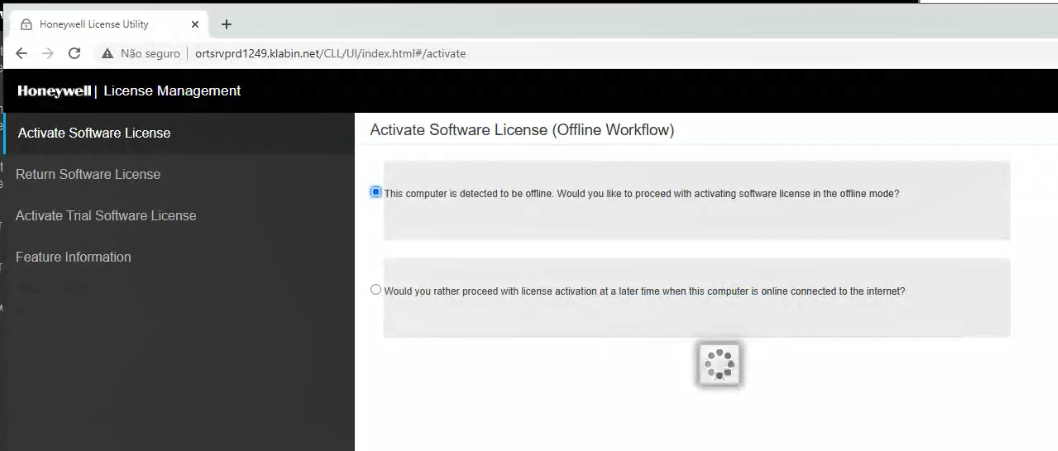 Honeywell License Utility
Não seguro | ortsrvprd1249.klabin.net/CLL/UI/index.html#/activate
Honeywell | License Management
Activate Software License
Return Software License
Activate Trial Software License
Feature Information
Activate Software License (Offline Workflow)
This computer is detected to be offline. Would you like to proceed with activating software license in the offline mode?
Would you rather proceed with license activation at a later time when this computer is online connected to the internet?